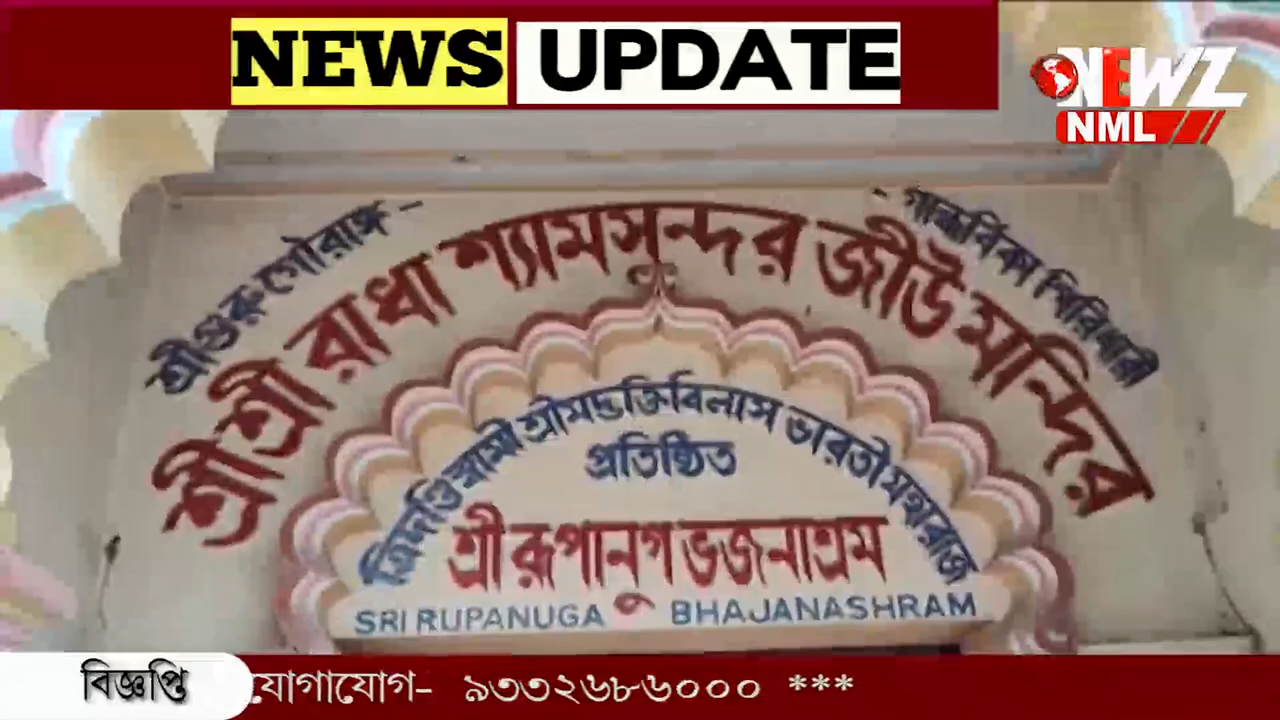 NEWS UPDATE
NEWZ
NML
শ্রীগুরু গৌরাঙ্গ - - গান্ধর্বিকা গিরিধারী
শ্রীশ্রী রাধা শ্যামসুন্দর জীউ মন্দির
ত্রিদণ্ডিস্বামী শ্রীমদ্ভক্তিবিলাস ভারতী মহারাজ
প্রতিষ্ঠিত
শ্রী রূপানুগ ভজনাশ্রম
SRI RUPANUGA BHAJANASHRAM
বিজ্ঞপ্তি যোগাযোগ- ৯৩৩২৬৮৬০০০ ***